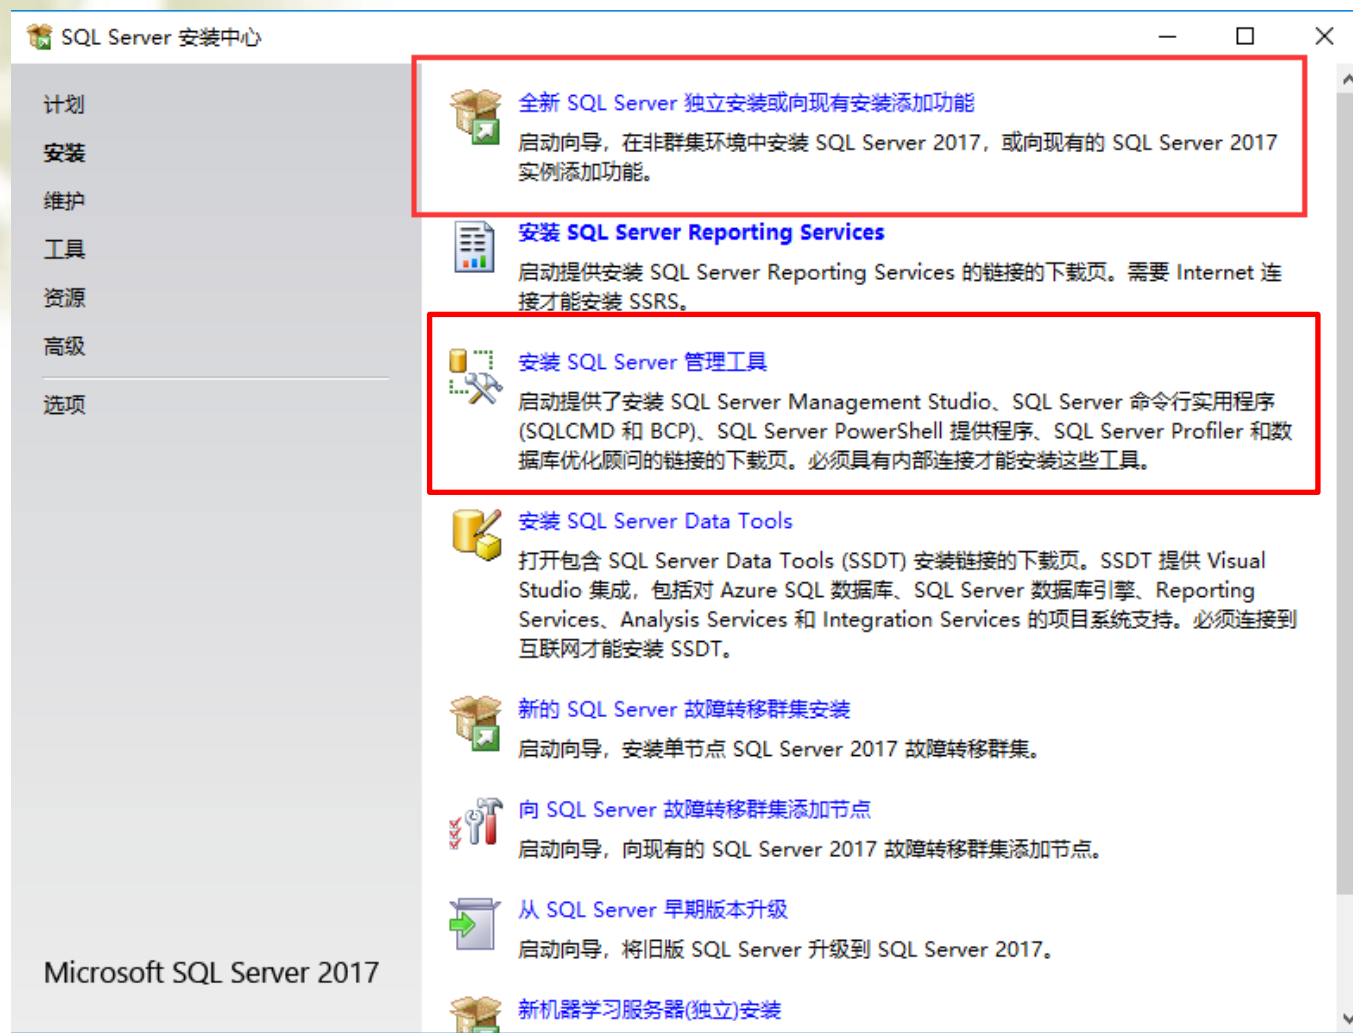 SQL Server 安装中心
计划
安装
维护
工具
资源
高级
选项
Microsoft SQL Server 2017
全新 SQL Server 独立安装或向现有安装添加功能
启动向导，在非群集环境中安装 SQL Server 2017，或向现有的 SQL Server 2017
实例添加功能。
安装 SQL Server Reporting Services
启动提供安装 SQL Server Reporting Services 的链接的下载页。需要 Internet 连
接才能安装 SSRS。
安装 SQL Server 管理工具
启动提供了安装 SQL Server Management Studio、SQL Server 命令行实用程序
(SQLCMD 和 BCP)、SQL Server PowerShell 提供程序、SQL Server Profiler 和数
据库优化顾问的链接的下载页。必须具有内部连接才能安装这些工具。
安装 SQL Server Data Tools
打开包含 SQL Server Data Tools (SSDT) 安装链接的下载页。SSDT 提供 Visual
Studio 集成，包括对 Azure SQL 数据库、SQL Server 数据库引擎、Reporting
Services、Analysis Services 和 Integration Services 的项目系统支持。必须连接到
互联网才能安装 SSDT。
新的 SQL Server 故障转移群集安装
启动向导，安装单节点 SQL Server 2017 故障转移群集。
向 SQL Server 故障转移群集添加节点
启动向导，向现有的 SQL Server 2017 故障转移群集添加节点。
从 SQL Server 早期版本升级
启动向导，将旧版 SQL Server 升级到 SQL Server 2017。
新机器学习服务器(独立)安装